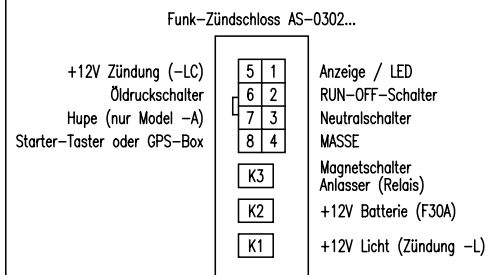 Funk-Zündschloss AS-0302...
+12V Zündung (-LC) 5 1 Anzeige / LED
Öldruckschalter 6 2 RUN-OFF-Schalter
Hupe (nur Model -A) 7 3 Neutralschalter
Starter-Taster oder GPS-Box 8 4 MASSE
K3 Magnetschalter
Anlasser (Relais)
K2 +12V Batterie (F30A)
K1 +12V Licht (Zündung -L)